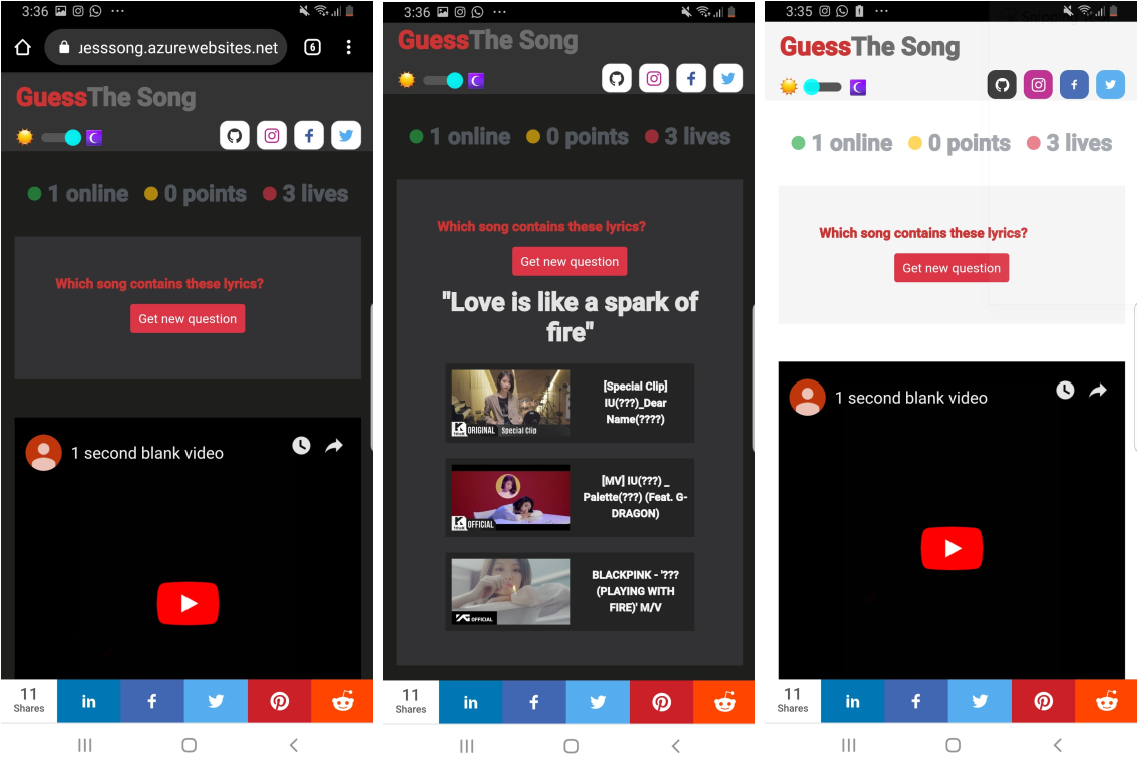 3:36
uesssong.azurewebsites.net
6
GuessThe Song
1 online 0 points 3 lives
Which song contains these lyrics?
Get new question
1 second blank video
11
Shares
in
3:36
GuessThe Song
1 online 0 points 3 lives
Which song contains these lyrics?
Get new question
"Love is like a spark of
fire"
ORIGINAL Special Clip
[Special Clip]
IU(???)_Dear
Name(????)
OFFICIAL
[MV] IU(???) _
Palette(???) (Feat. G-
DRAGON)
YG OFFICIAL
BLACKPINK - '???
(PLAYING WITH
FIRE)' M/V
11
Shares
in
3:35
GuessThe Song
1 online 0 points 3 lives
Which song contains these lyrics?
Get new question
1 second blank video
11
Shares
in